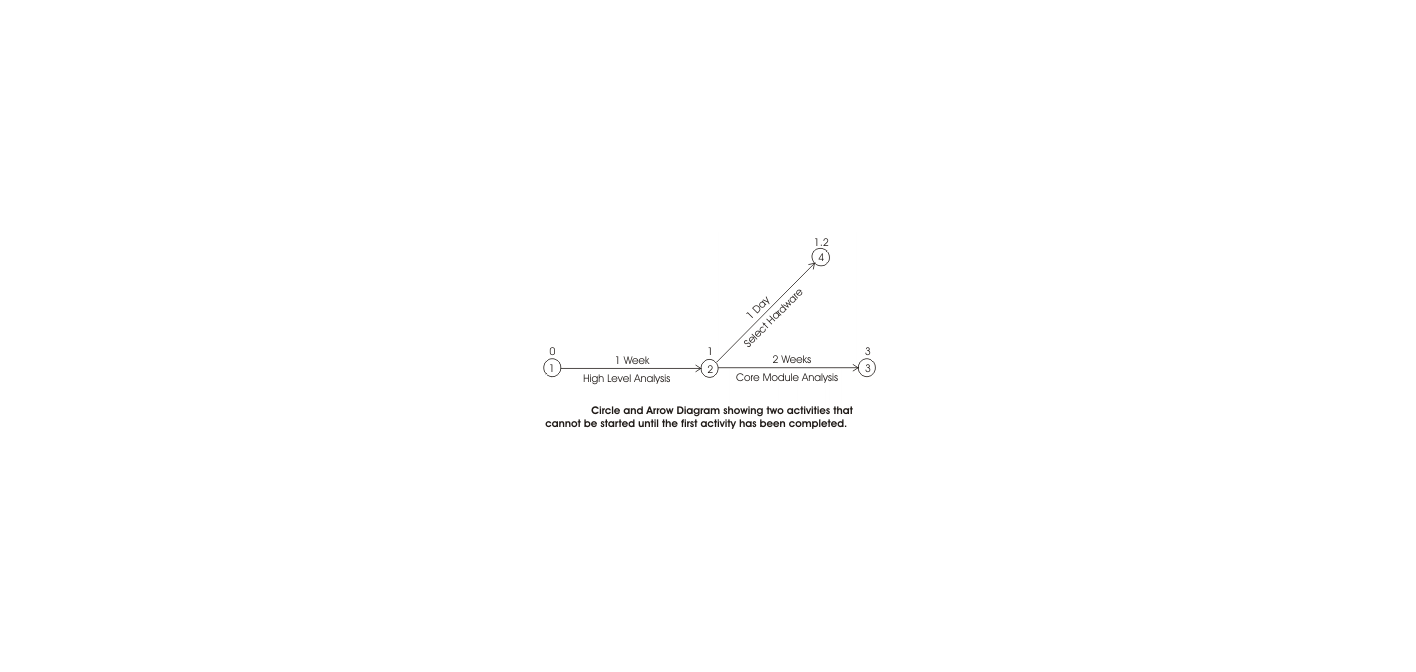 1.2
4
1 Day
Select Hardware
0
1
1 Week
High Level Analysis
1
2
2 Weeks
Core Module Analysis
3
3
Circle and Arrow Diagram showing two activities that
cannot be started until the first activity has been completed.